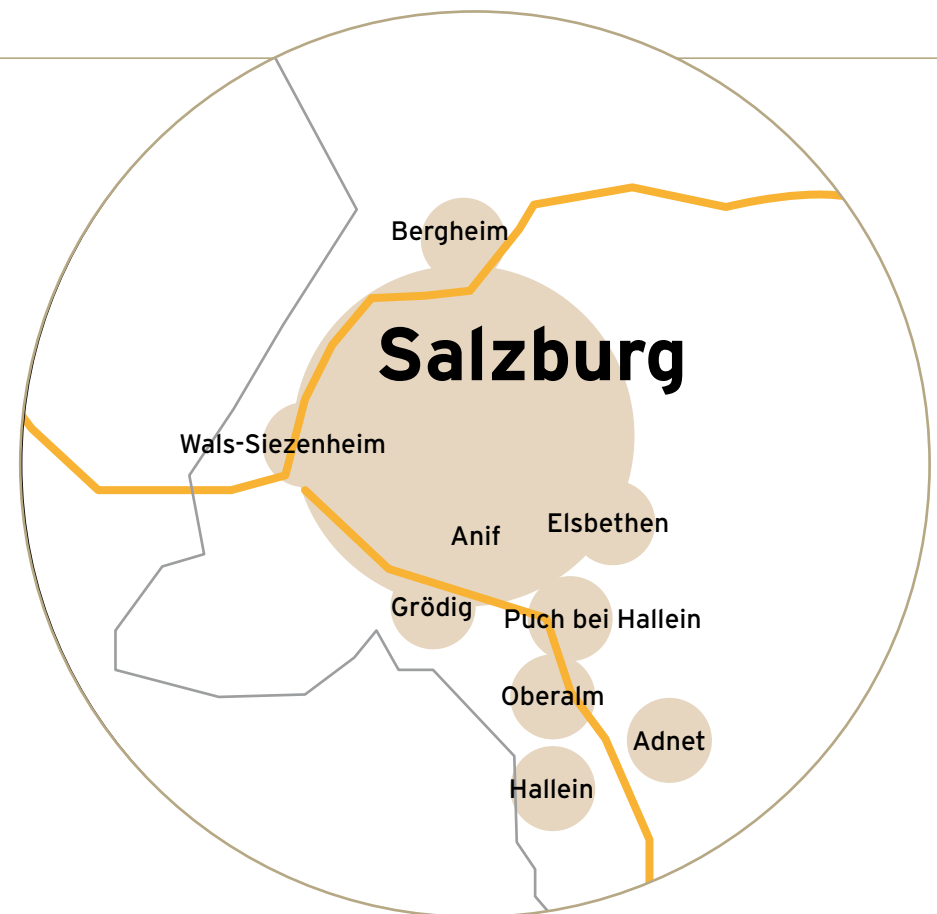 Bergheim
Salzburg
Wals-Siezenheim
Elsbethen
Anif
Grödig
Puch bei Hallein
Oberalm
Adnet
Hallein